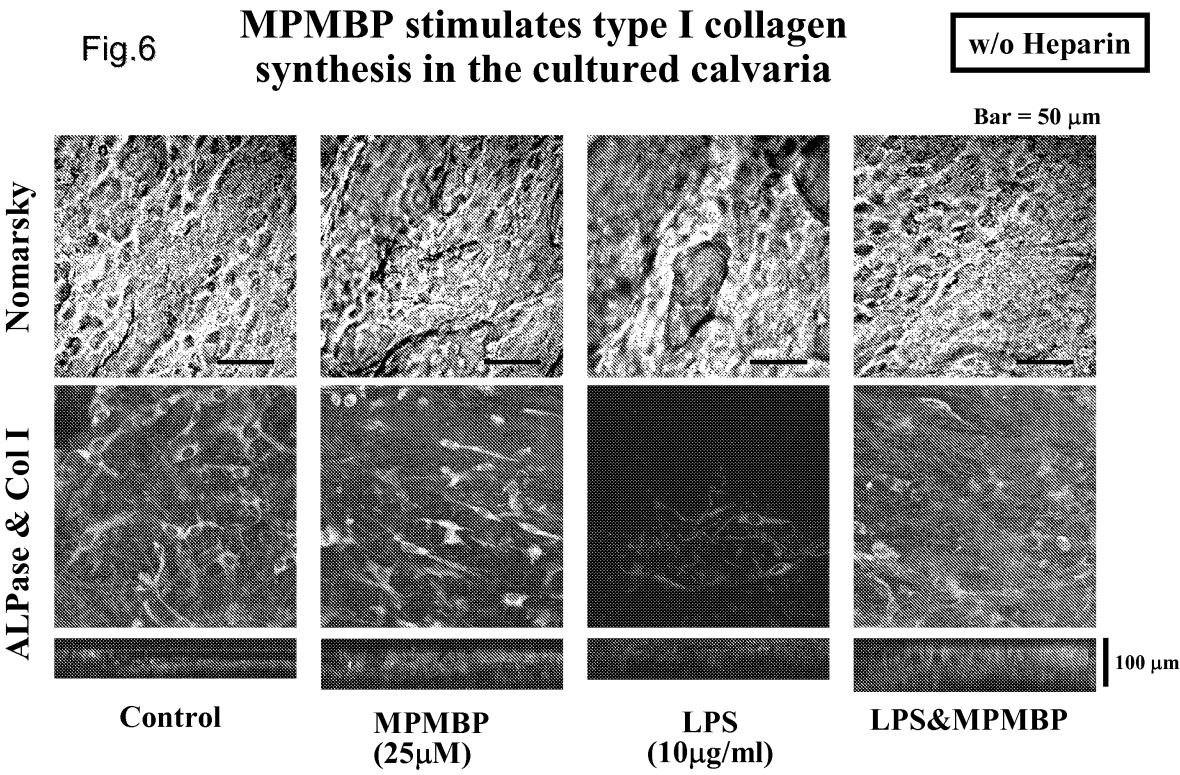 Fig.6
MPMBP stimulates type I collagen
synthesis in the cultured calvaria
w/o Heparin
Bar = 50 μm
Nomarsky
ALPase & Col I
100 μm
Control
MPMBP
(25μM)
LPS
(10μg/ml)
LPS&MPMBP